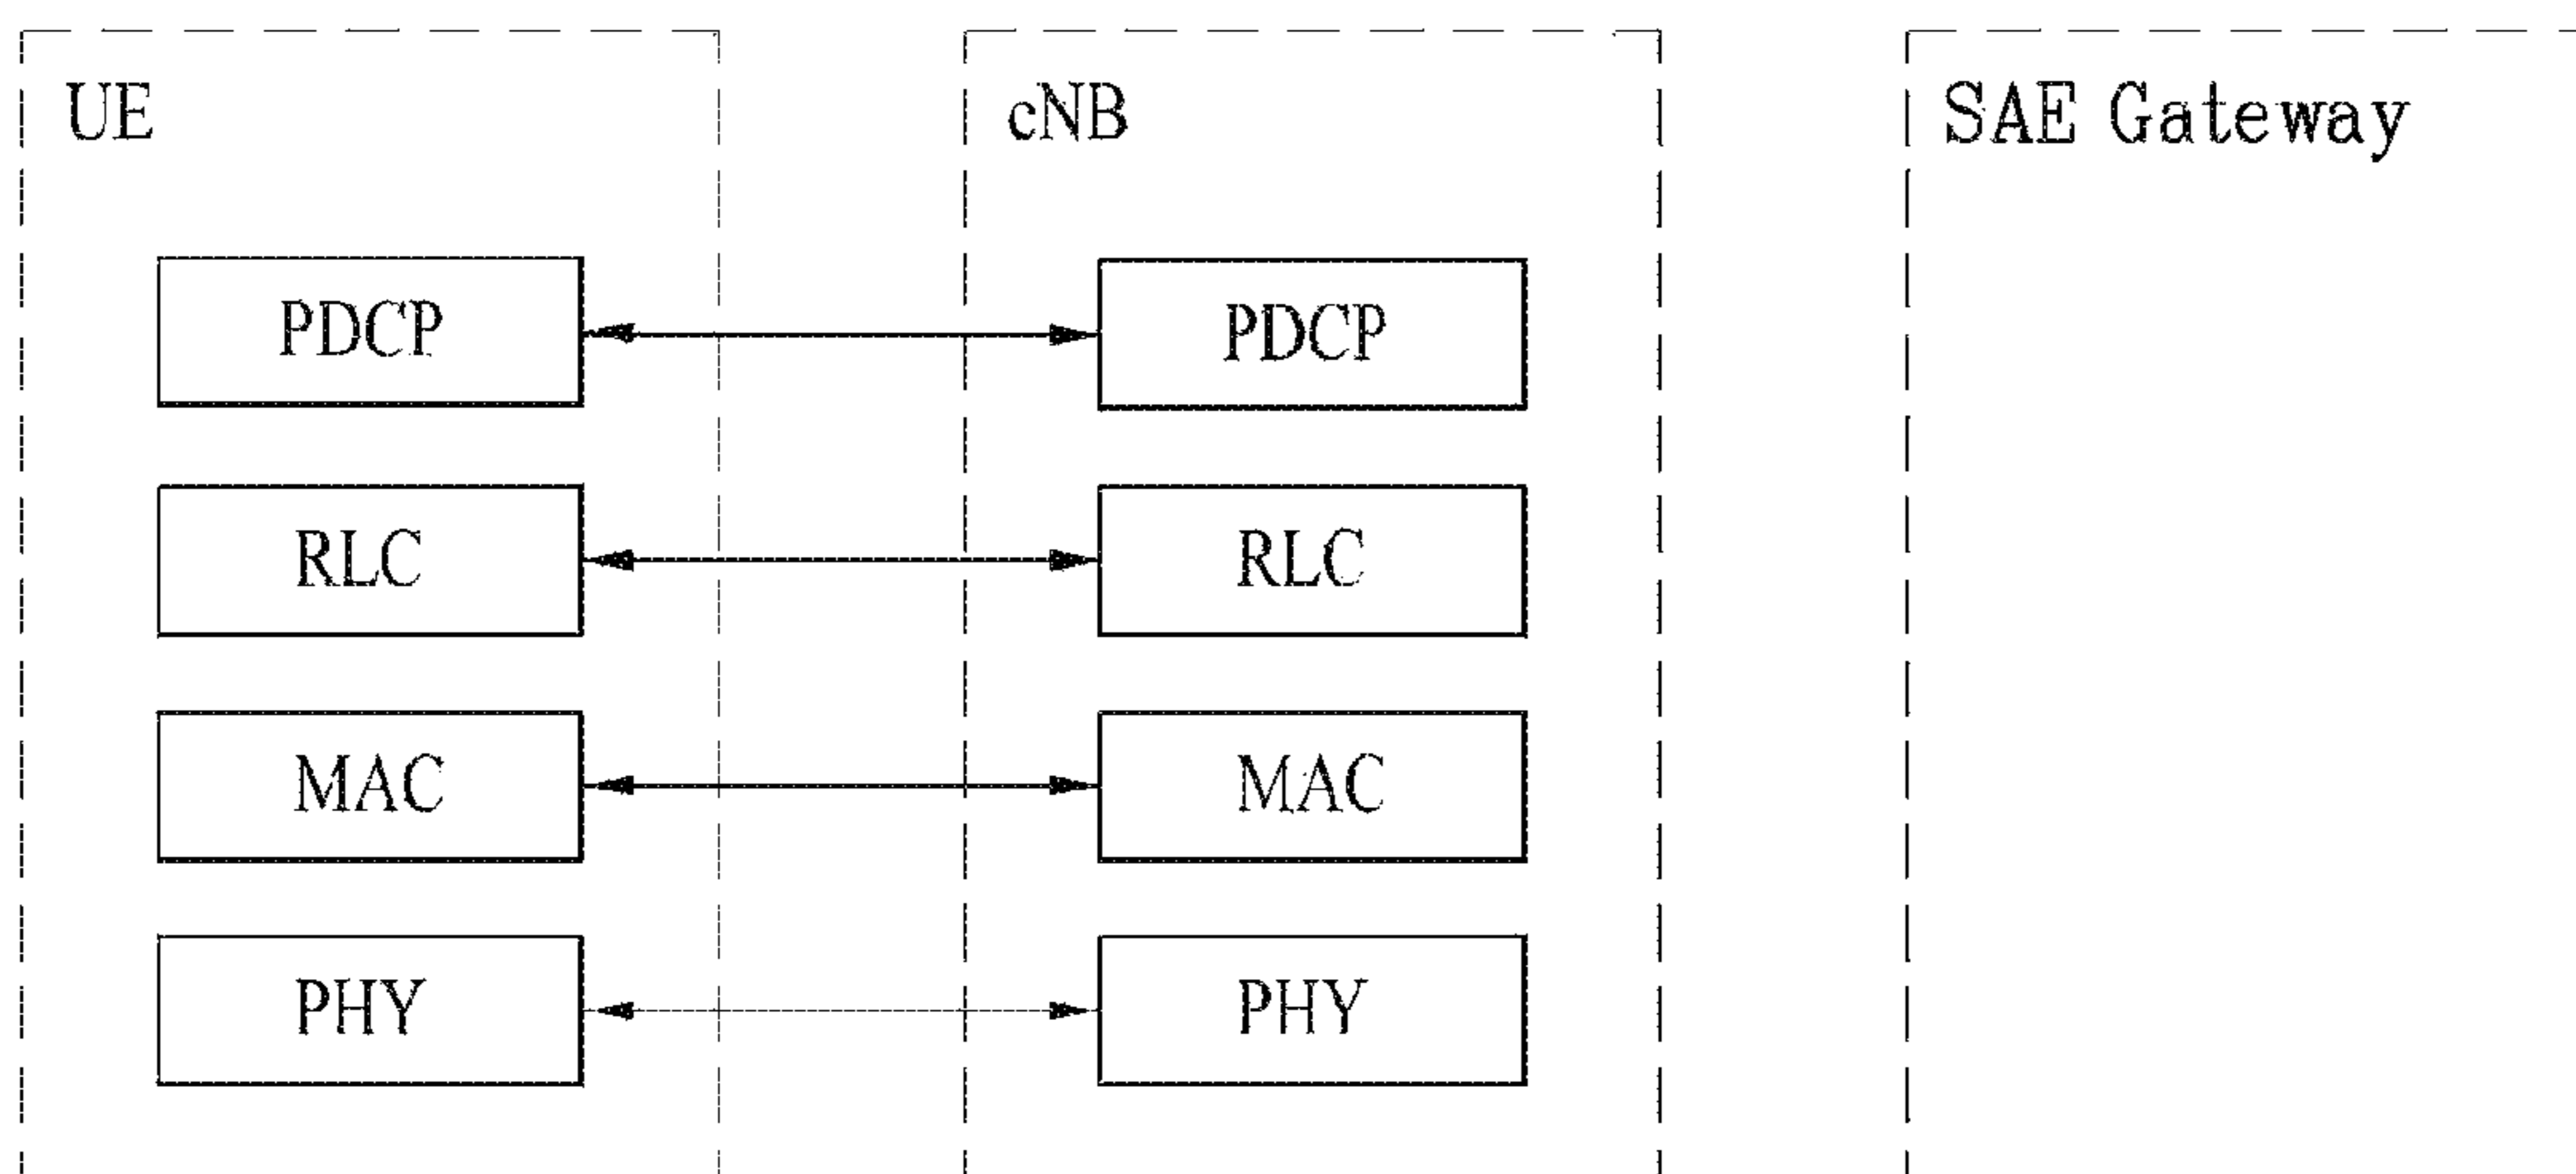 UE
cNB
SAE Gateway
PDCP
PDCP
RLC
RLC
MAC
MAC
PHY
PHY